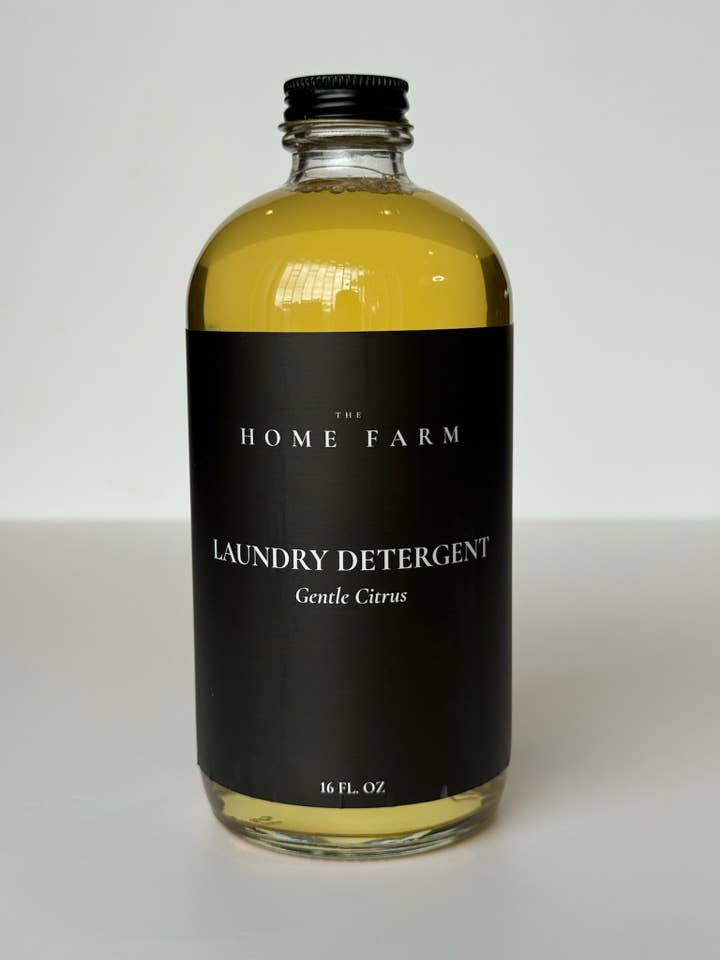 THE
HOME FARM
LAUNDRY DETERGENT
Gentle Citrus
16 FL. OZ